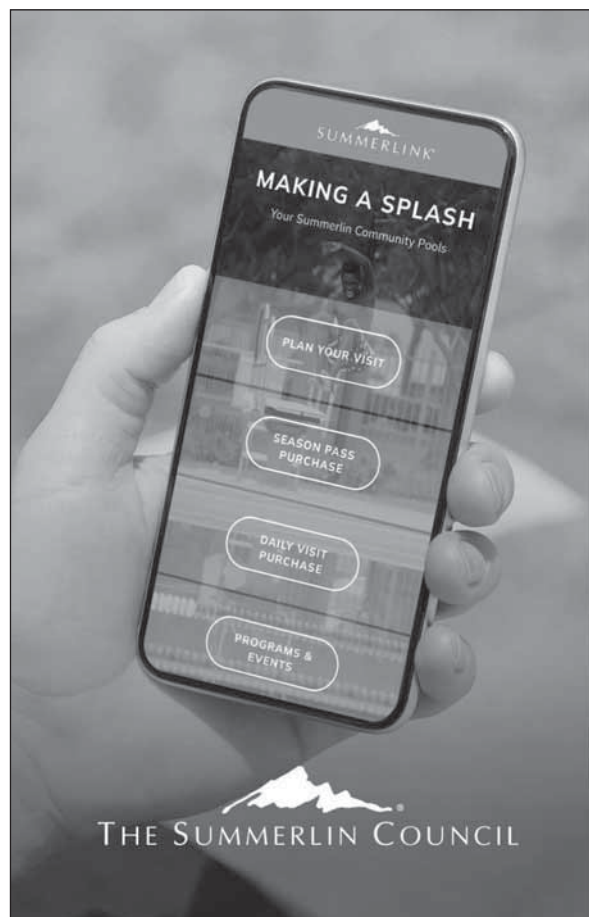 SUMMERLINK®
MAKING A SPLASH
Your Summerlin Community Pools
PLAN YOUR VISIT
SEASON PASS
PURCHASE
DAILY VISIT
PURCHASE
PROGRAMS &
EVENTS
THE SUMMERLIN COUNCIL®